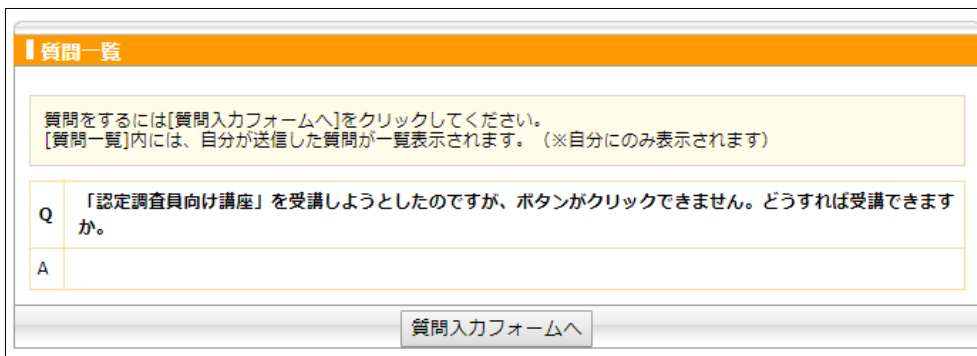 質問一覧
質問をするには[質問入力フォームへ]をクリックしてください。
[質問一覧]内には、自分が送信した質問が一覧表示されます。（※自分にのみ表示されます）
Q 「認定調査員向け講座」を受講しようとしたのですが、ボタンがクリックできません。どうすれば受講できます
か。
A
質問入力フォームへ